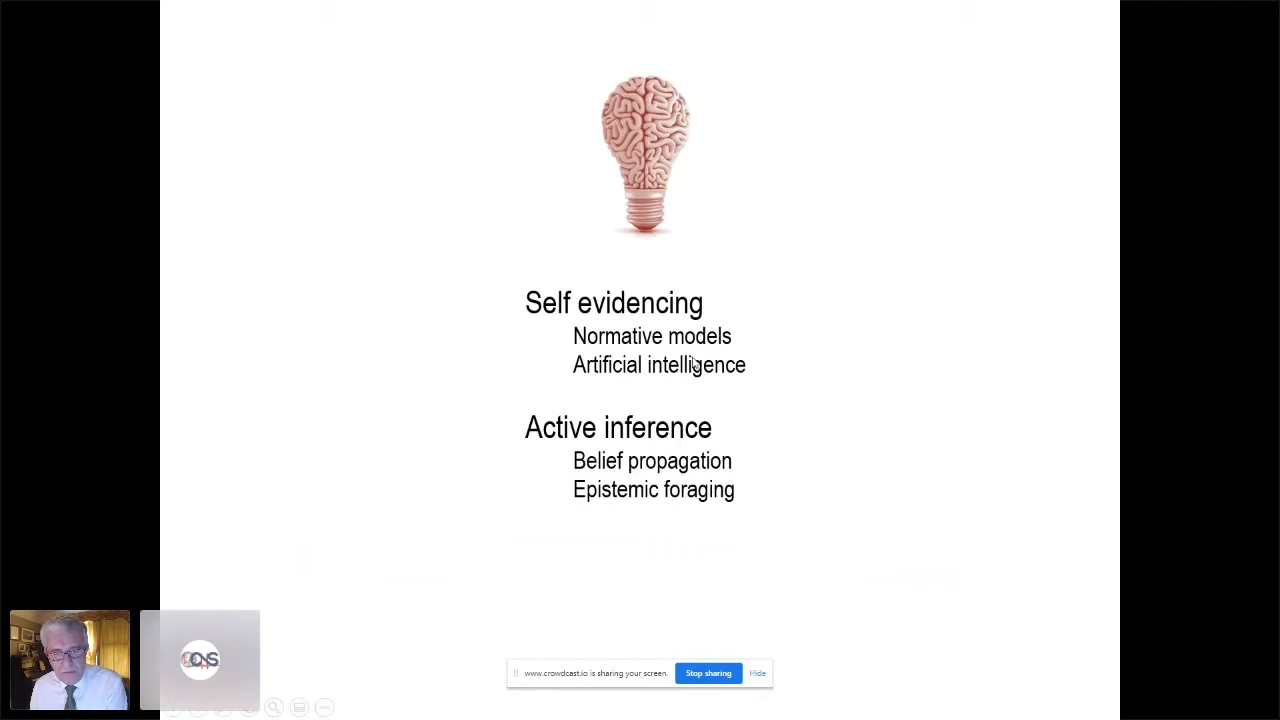 Self evidencing
Normative models
Artificial intelligence
Active inference
Belief propagation
Epistemic foraging
www.crowdcast.io is sharing your screen. Stop sharing Hide